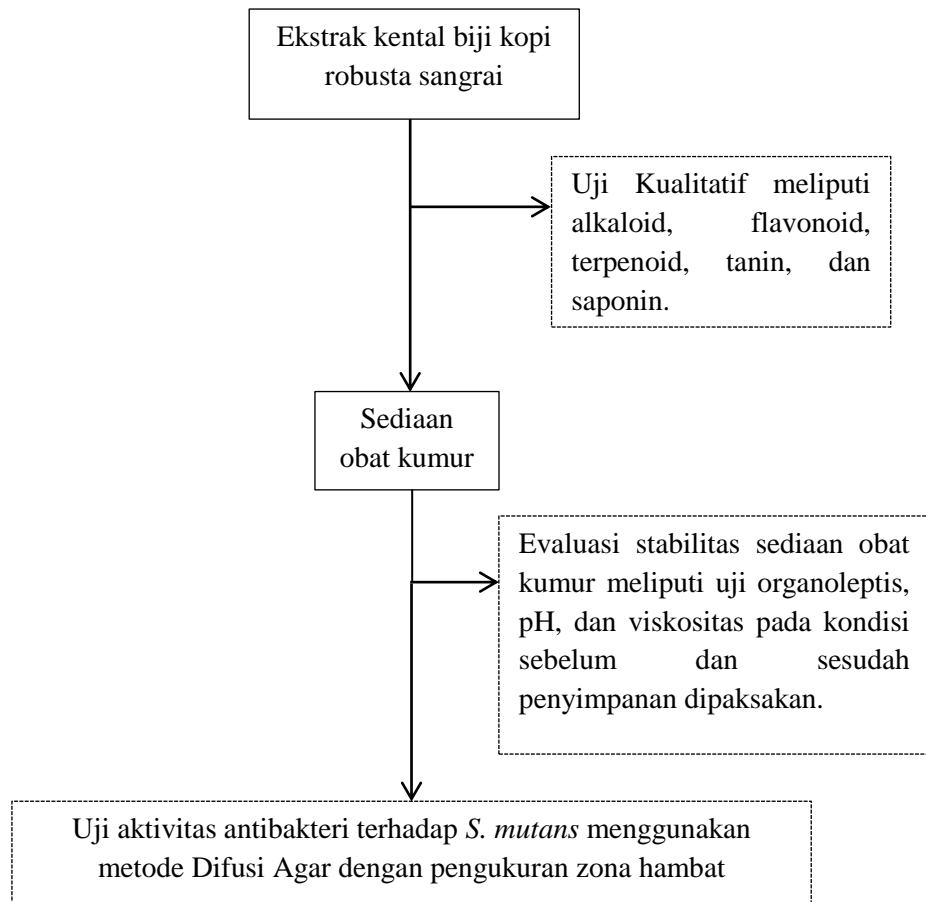 Ekstrak kental biji kopi
robusta sangrai
Uji Kualitatif meliputi
alkaloid, flavonoid,
terpenoid, tanin, dan
saponin.
Sediaan
obat kumur
Evaluasi stabilitas sediaan obat
kumur meliputi uji organoleptis,
pH, dan viskositas pada kondisi
sebelum dan sesudah
penyimpanan dipaksakan.
Uji aktivitas antibakteri terhadap S. mutans menggunakan
metode Difusi Agar dengan pengukuran zona hambat